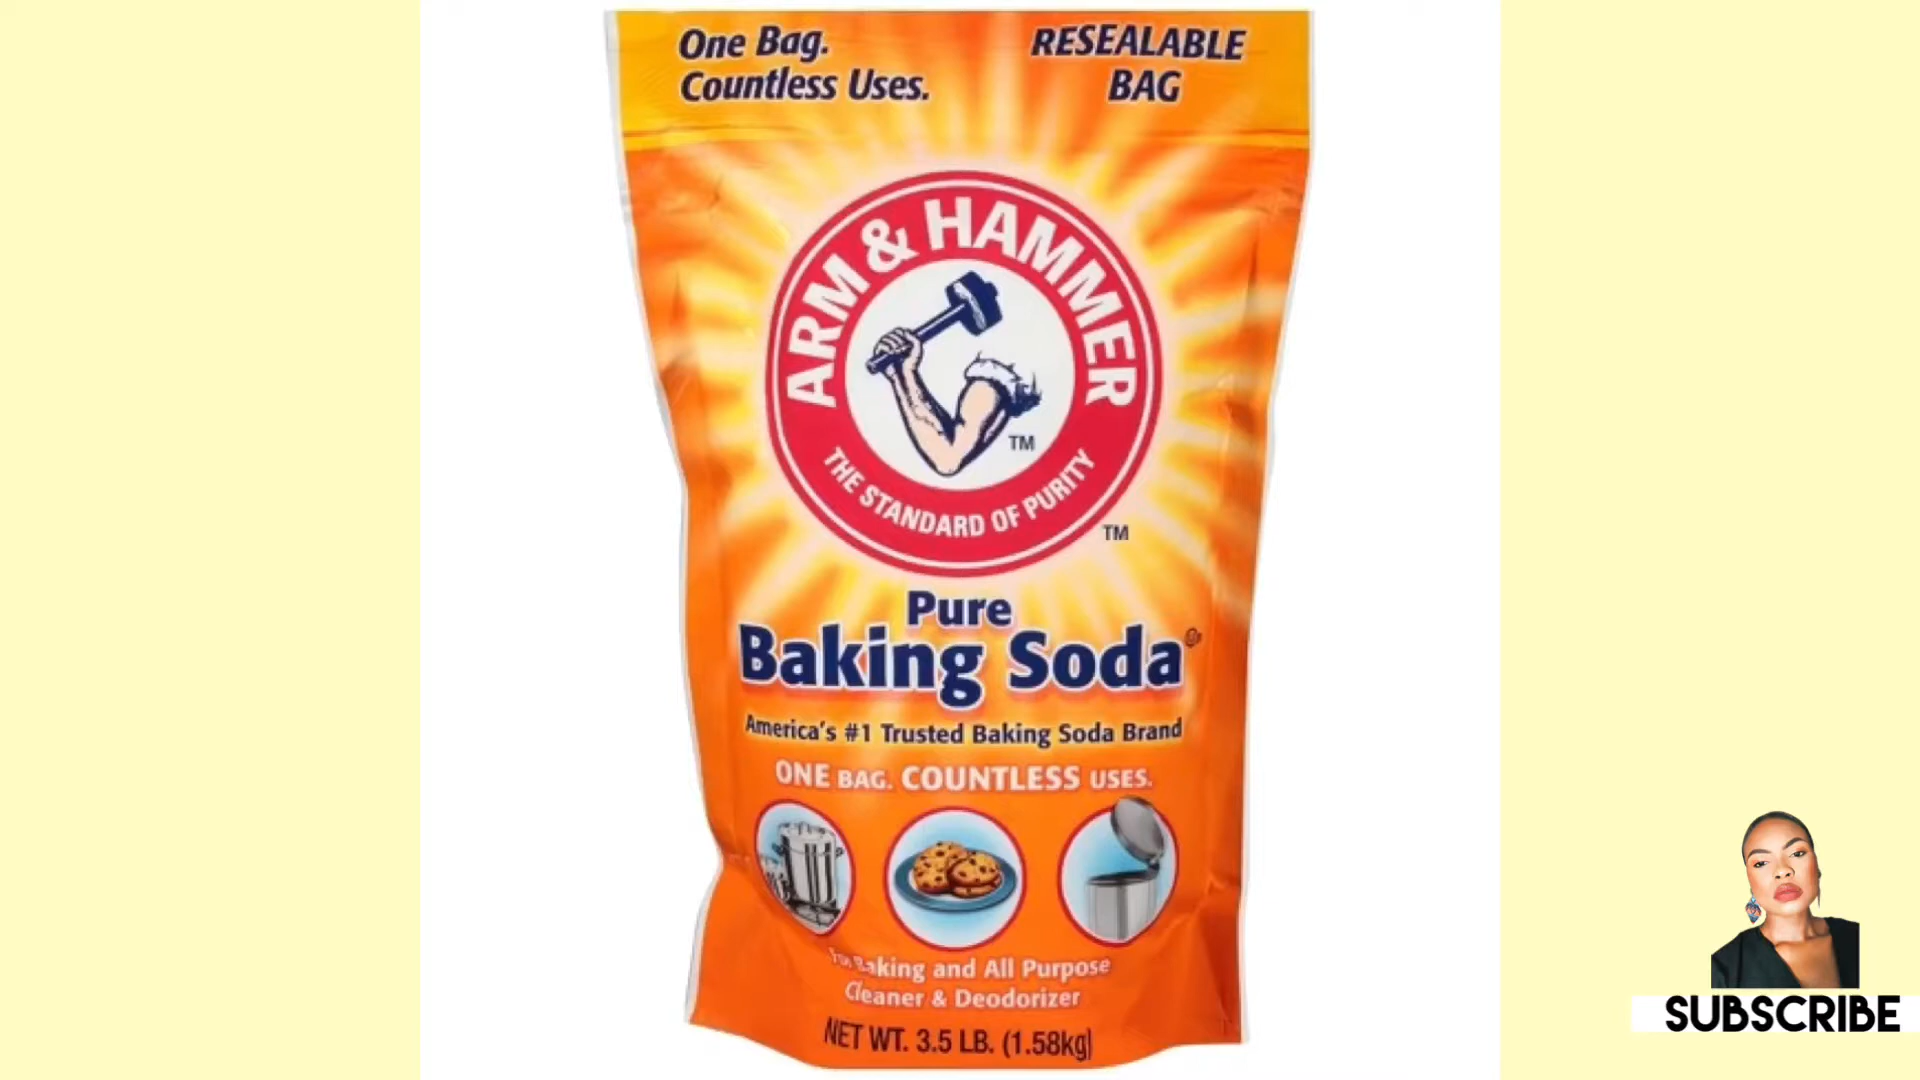 One Bag.
Countless Uses.
RESEALABLE
BAG
ARM & HAMMER
THE STANDARD OF PURITY
TM
TM
Pure
Baking Soda
America's #1 Trusted Baking Soda Brand
ONE BAG. COUNTLESS USES.
For Baking and All Purpose
Cleaner & Deodorizer
NET WT. 3.5 LB. (1.58kg)
SUBSCRIBE